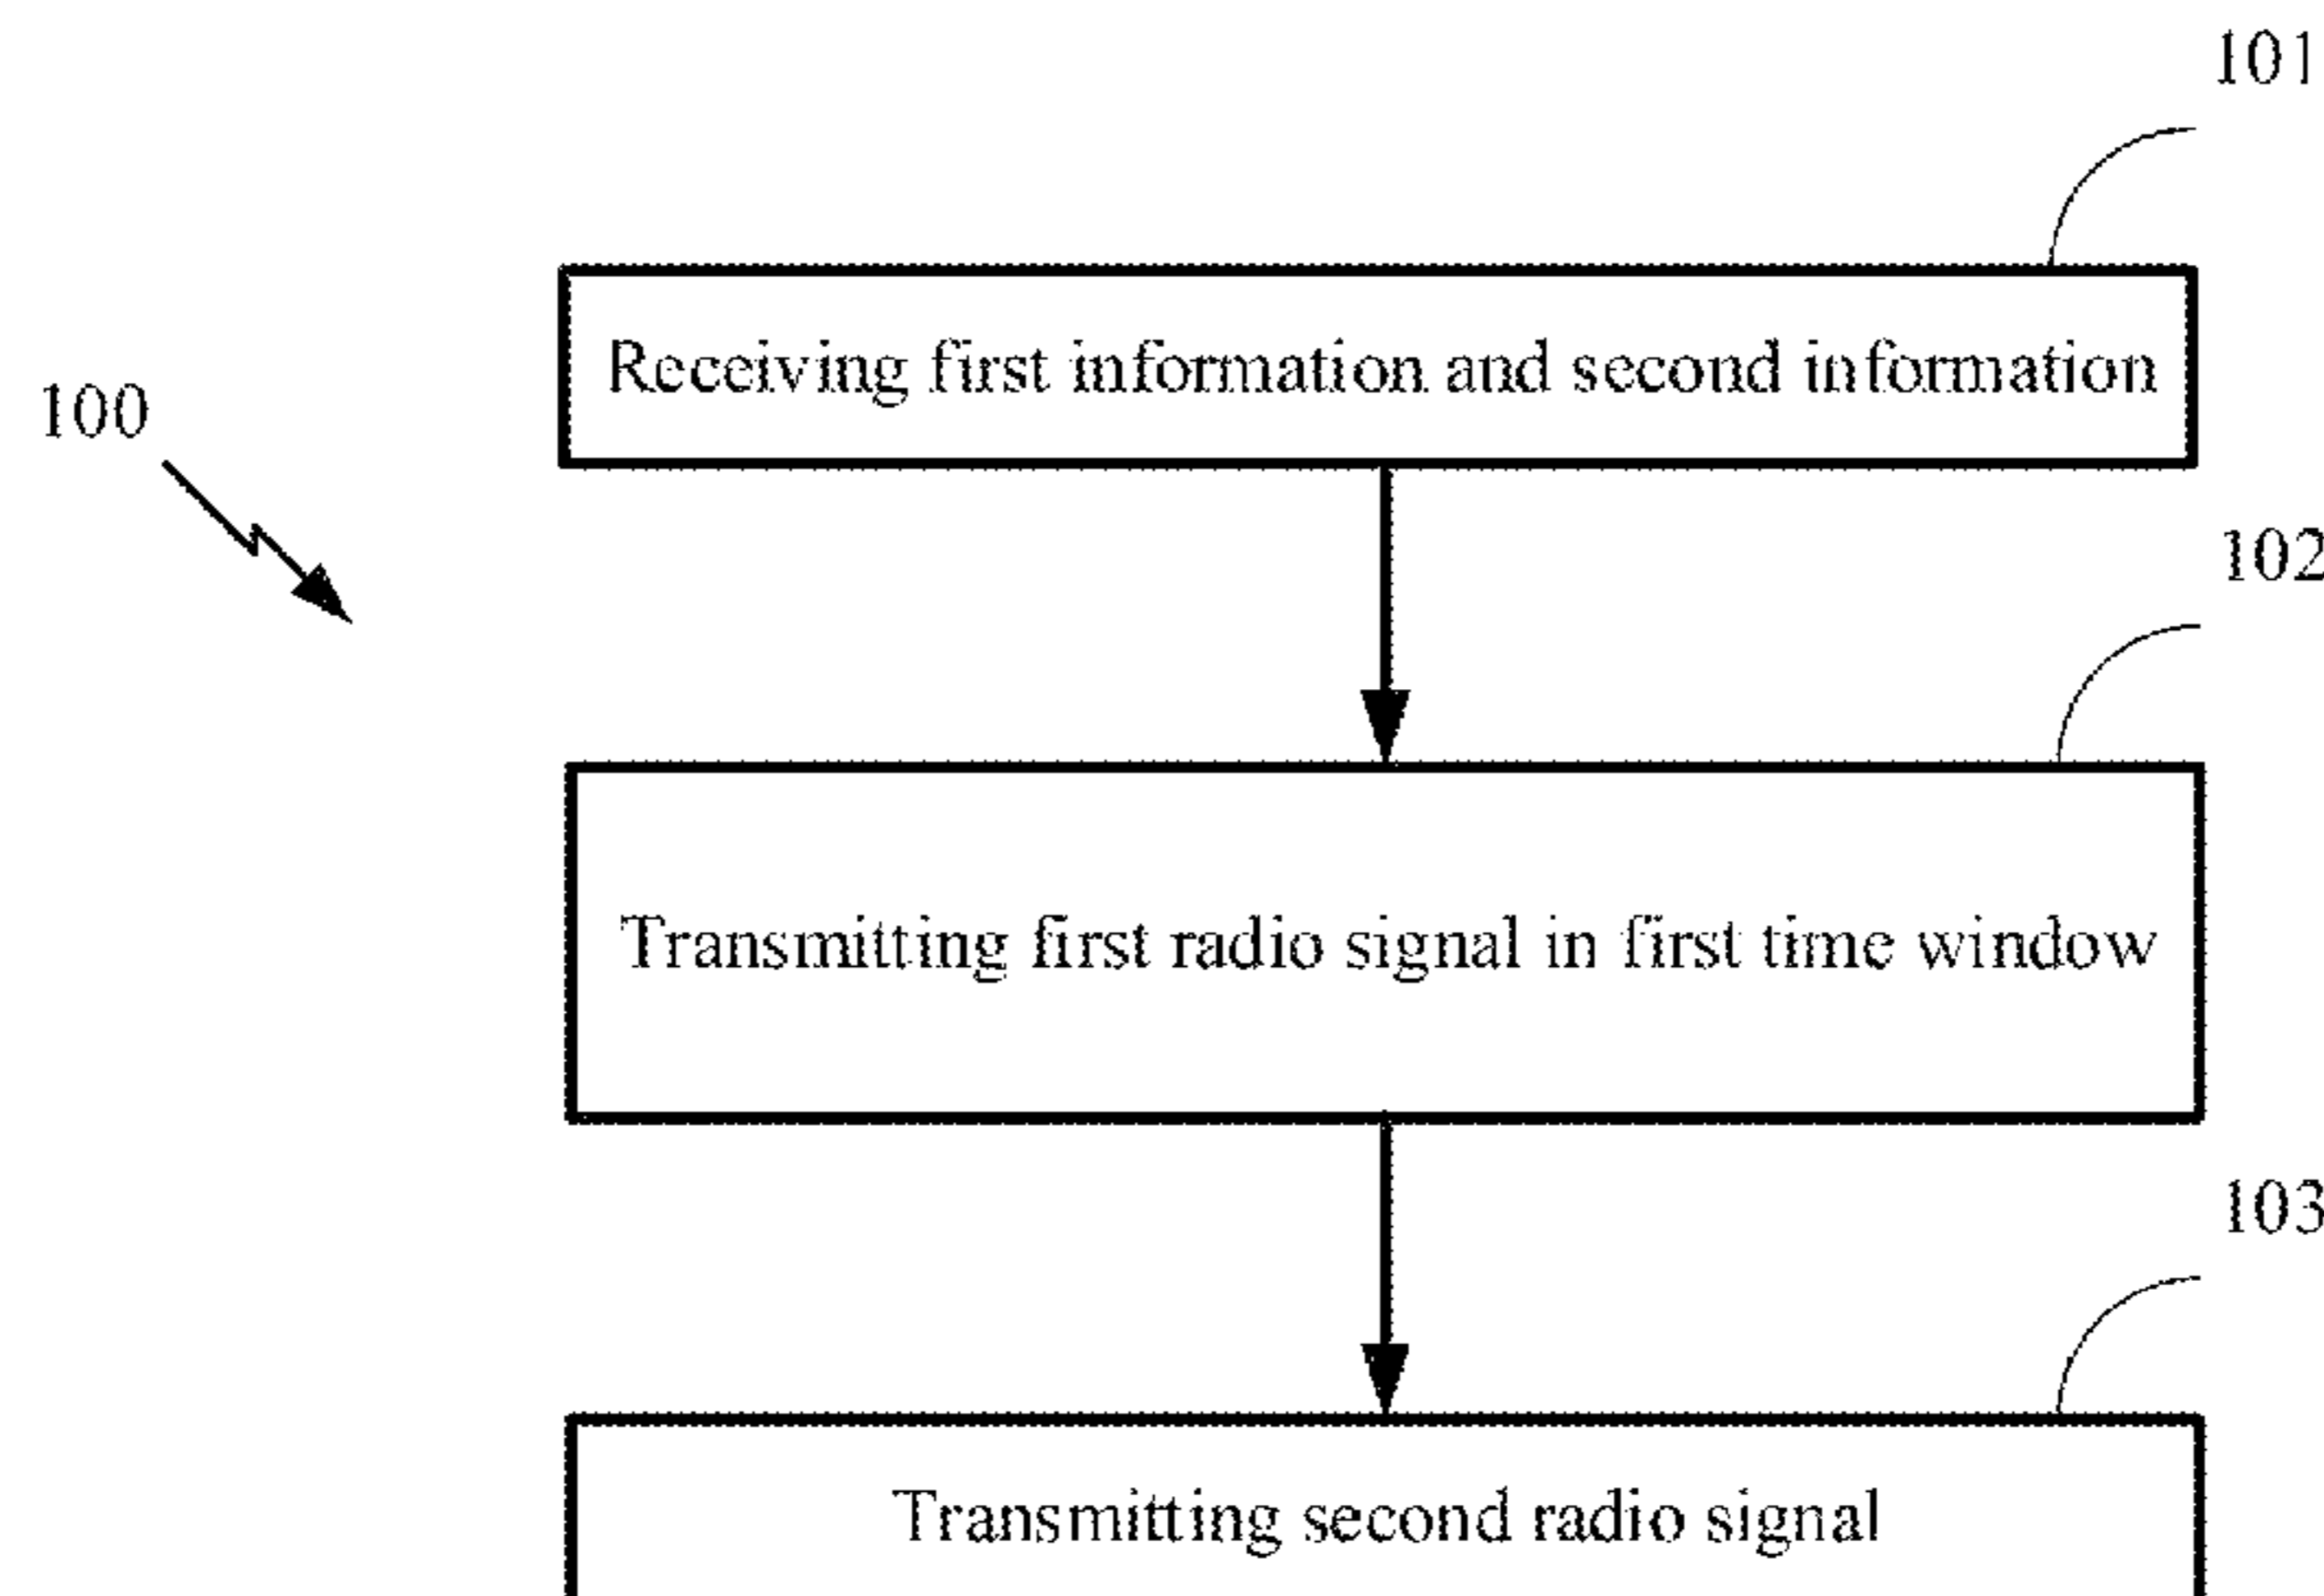 101
Receiving first information and second information
100
102
Transmitting first radio signal in first time window
103
Transmitting second radio signal